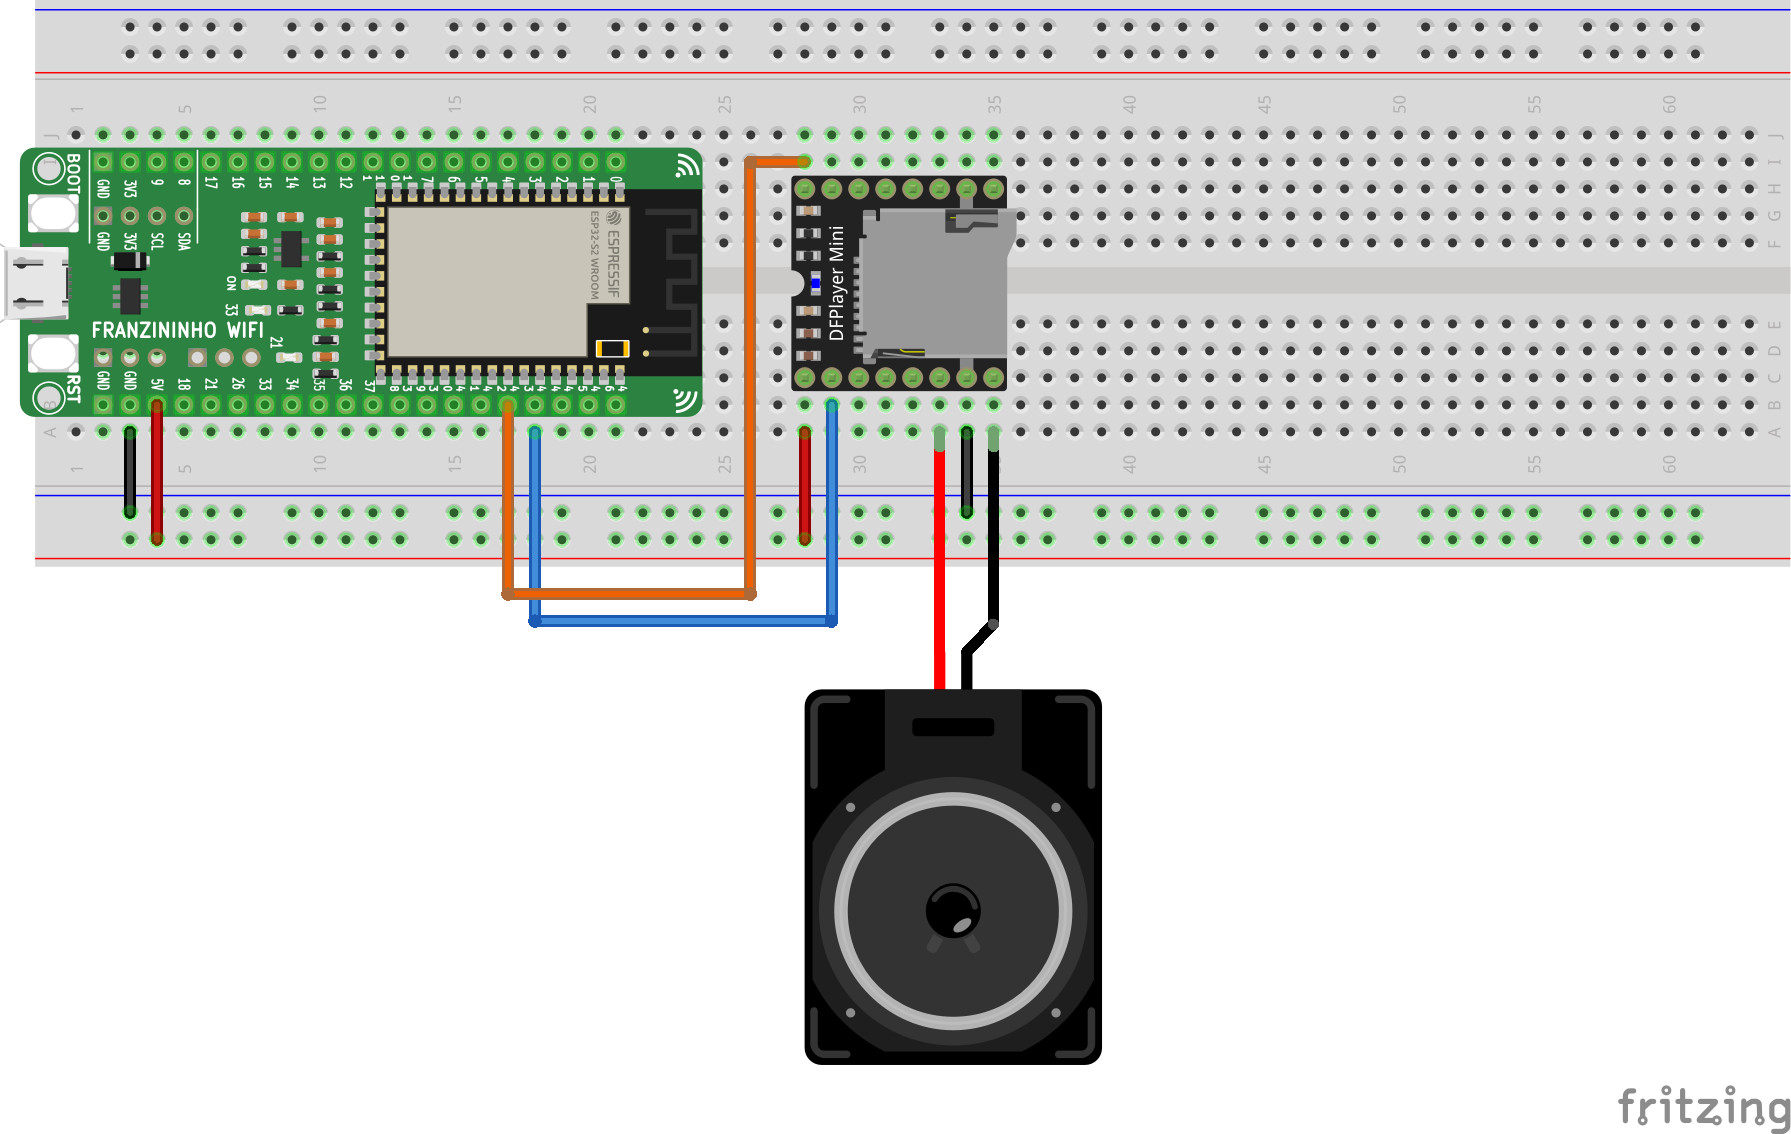 1 5 10 15 20 25 30 35 40 45 50 55 60
J J
I I
H
G
F
BOOT
GND 3V3 9 8 17 16 15 14 13 12 11 10 7 6 5 4 3 2 1 0
GND 3V3 SCL SDA
ON
33
ESPRESSIF
ESP32-S2 WROOM
DFPlayer Mini
FRANZININHO WIFI
21
RST
GND GND 5V 18 21 26 33 34 35 36 37 38 39 40 41 42 43 44 45 46
E
D
C
B B
A A
1 5 10 15 20 25 30 35 40 45 50 55 60
fritzing